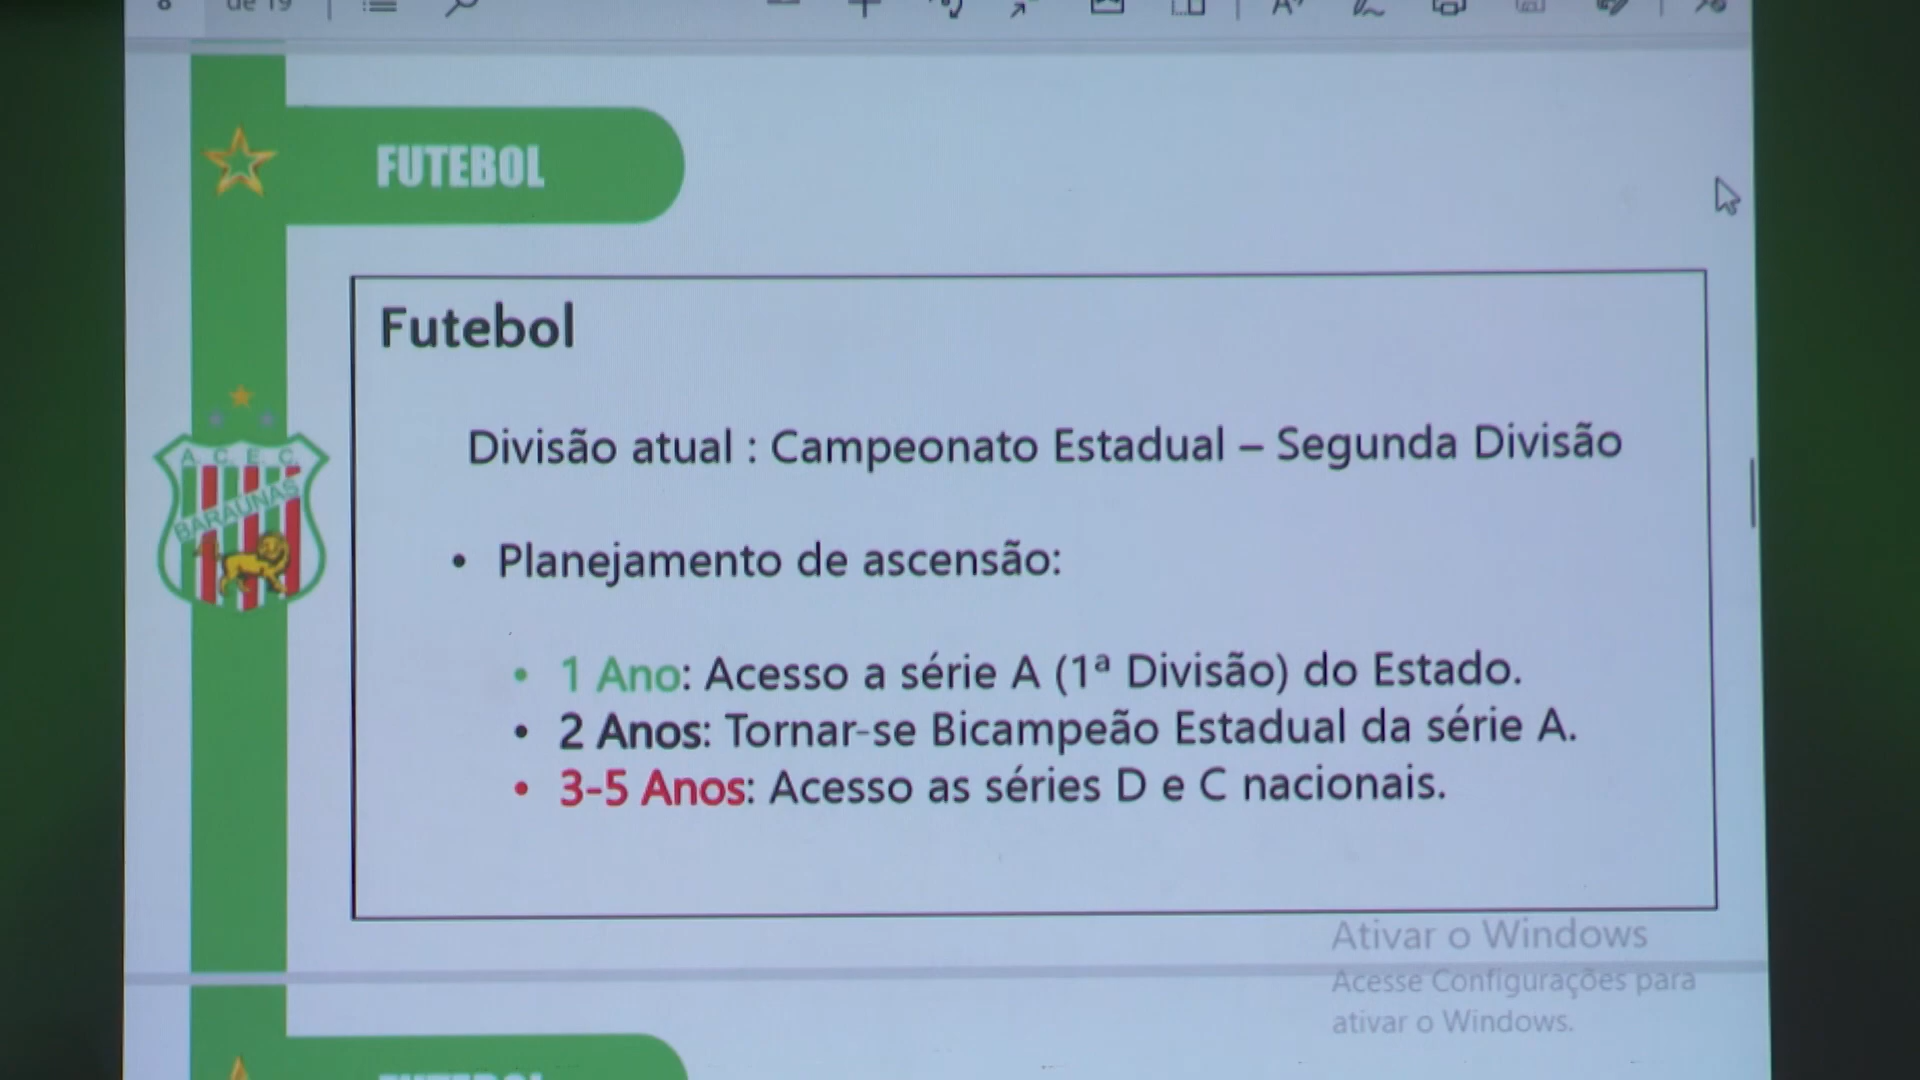 de 19
FUTEBOL
Futebol
Divisão atual : Campeonato Estadual – Segunda Divisão
A. C. E. C.
BARAÚNAS
• Planejamento de ascensão:
• 1 Ano: Acesso a série A (1ª Divisão) do Estado.
• 2 Anos: Tornar-se Bicampeão Estadual da série A.
• 3-5 Anos: Acesso as séries D e C nacionais.
Ativar o Windows
Acesse Configurações para
ativar o Windows.